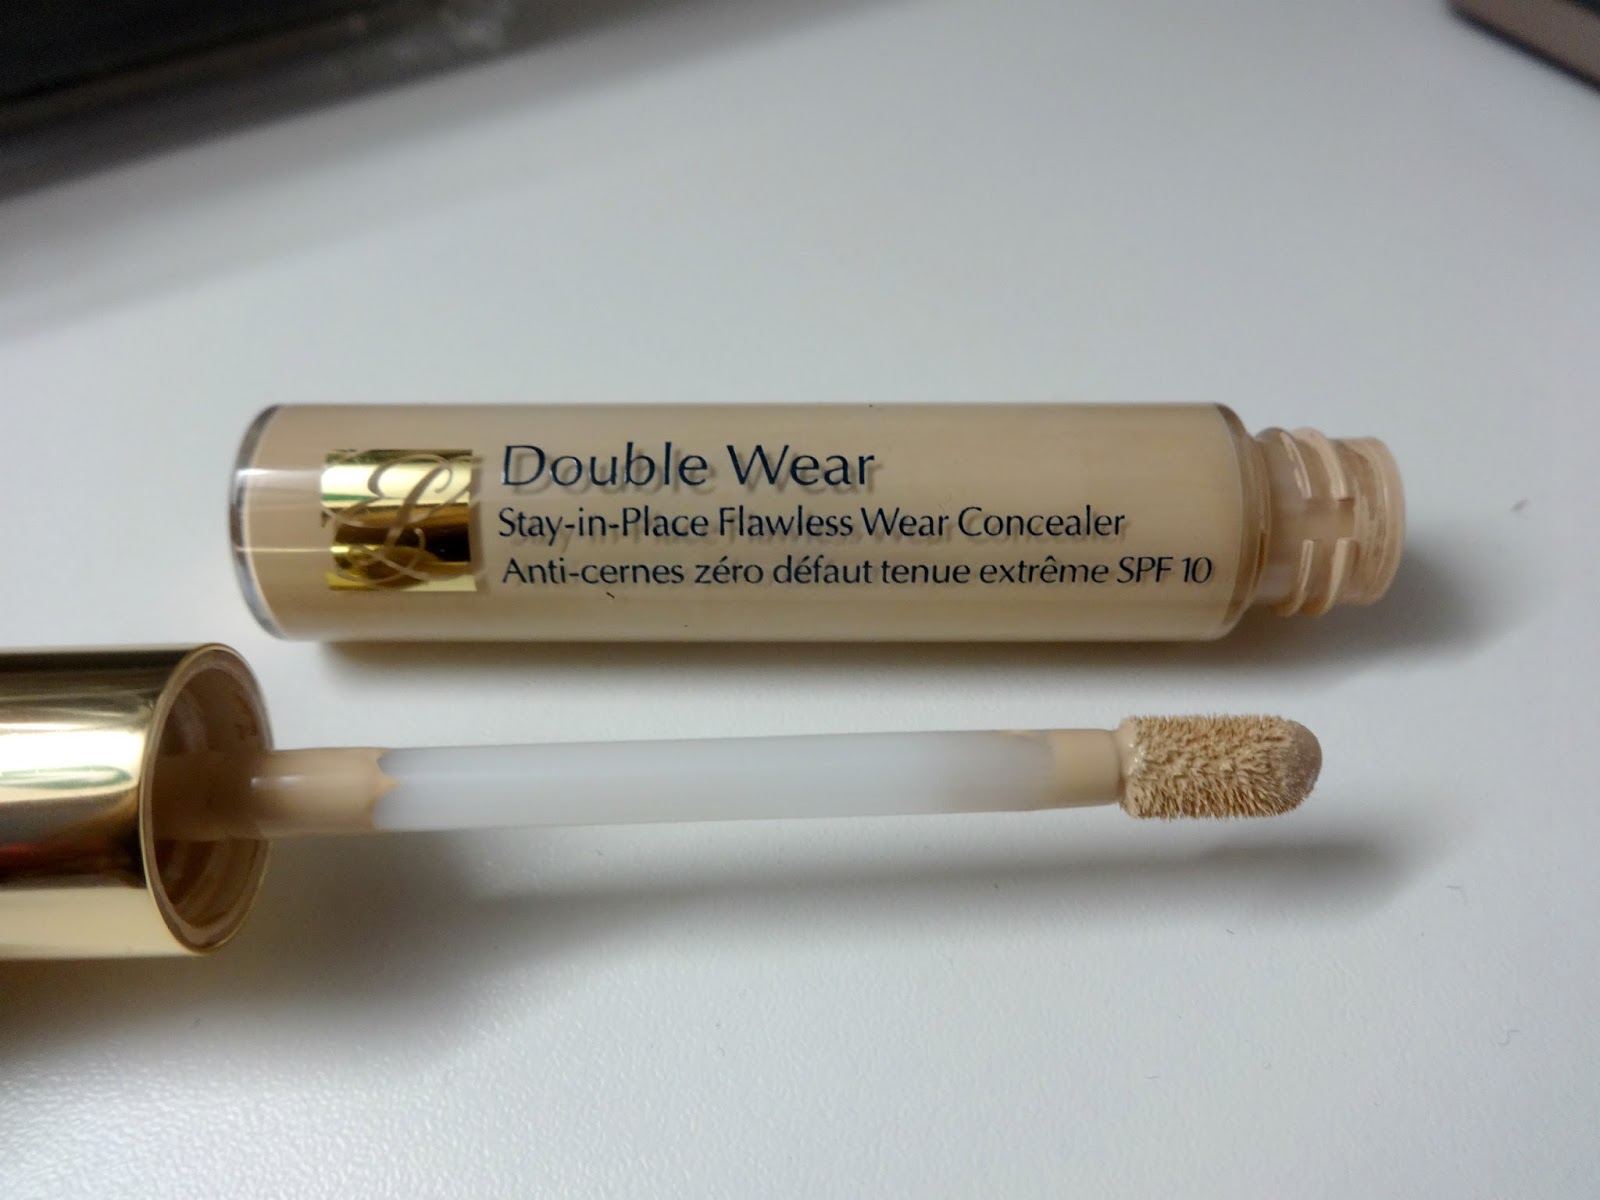 Double Wear
Stay-in-Place Flawless Wear Concealer
Anti-cernes zéro défaut tenue extrême SPF 10